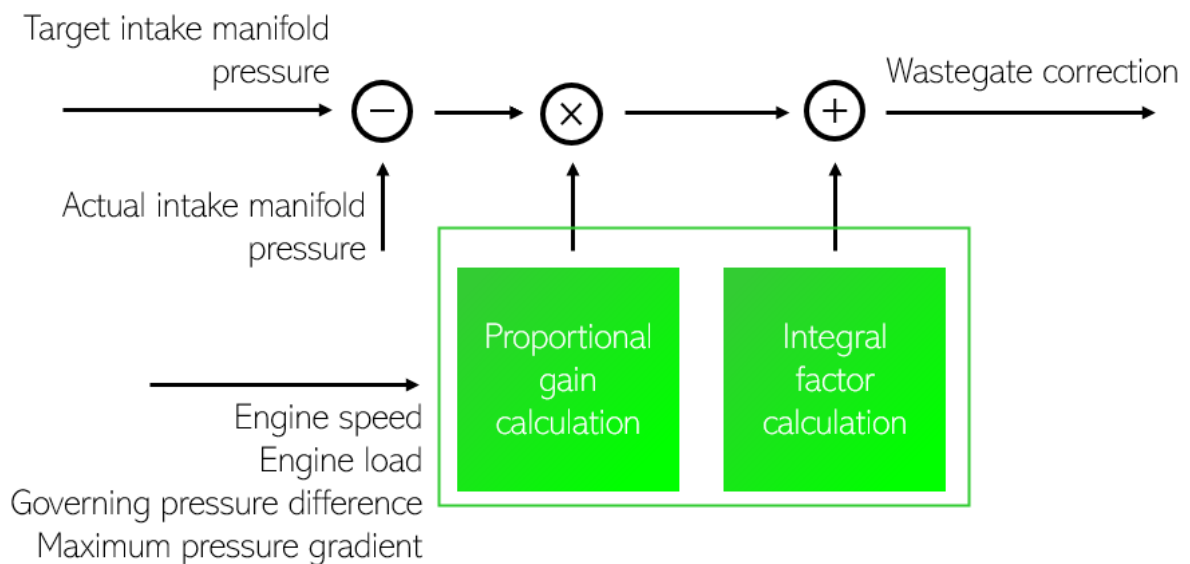 Target intake manifold
pressure
Wastegate correction
−
×
+
Actual intake manifold
pressure
Proportional
gain
calculation
Integral
factor
calculation
Engine speed
Engine load
Governing pressure difference
Maximum pressure gradient